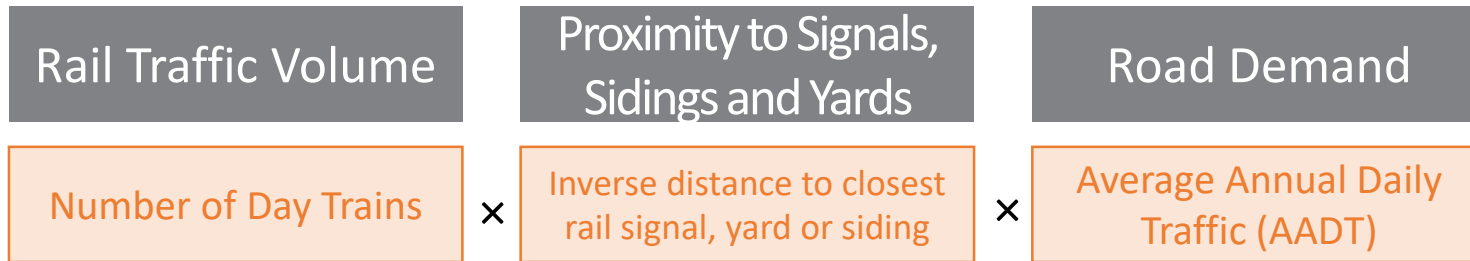 Rail Traffic Volume
Proximity to Signals,
Sidings and Yards
Road Demand
Number of Day Trains
×
Inverse distance to closest
rail signal, yard or siding
×
Average Annual Daily
Traffic (AADT)